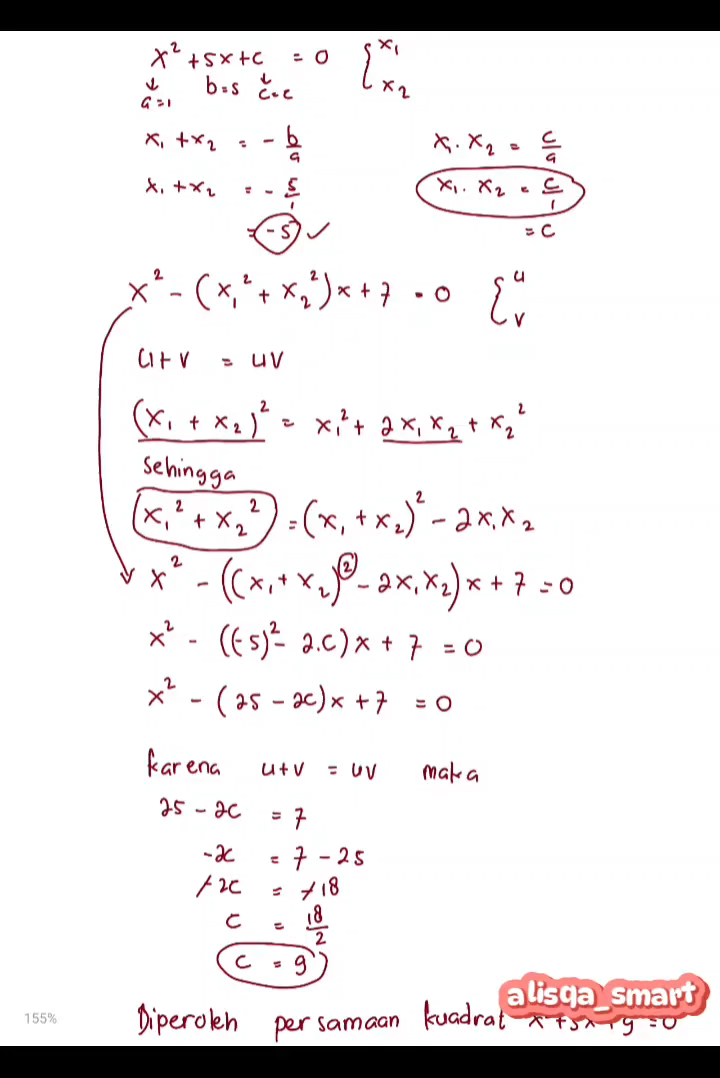 x² + 5x + c = 0 { x₁
a=1 b=5 c=c x₂
x₁ + x₂ = - b/a x₁ . x₂ = c/a
x₁ + x₂ = - 5/1 x₁ . x₂ = c/1
= -5 ✓ = c
x² - (x₁² + x₂²)x + 7 = 0 { u
v
u + v = uv
(x₁ + x₂)² = x₁² + 2x₁x₂ + x₂²
Sehingga
x₁² + x₂² = (x₁ + x₂)² - 2x₁x₂
x² - ((x₁ + x₂)² - 2x₁x₂)x + 7 = 0
x² - ((-5)² - 2.c)x + 7 = 0
x² - (25 - 2c)x + 7 = 0
karena u+v = uv maka
25 - 2c = 7
-2c = 7 - 25
-2c = -18
c = 18/2
c = 9
alisqa_smart
155%
Diperoleh persamaan kuadrat x²+5x+9=0